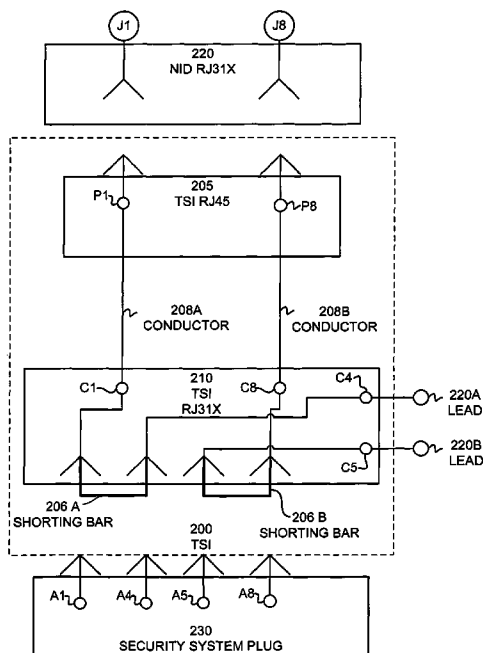 J1
J8
220
NID RJ31X
205
TSI RJ45
P1
P8
208A
CONDUCTOR
208B
CONDUCTOR
C1
210
TSI
RJ31X
C8
C4
220A
LEAD
220B
LEAD
C5
206 A
SHORTING BAR
200
TSI
206 B
SHORTING BAR
A1
A4
A5
A8
230
SECURITY SYSTEM PLUG